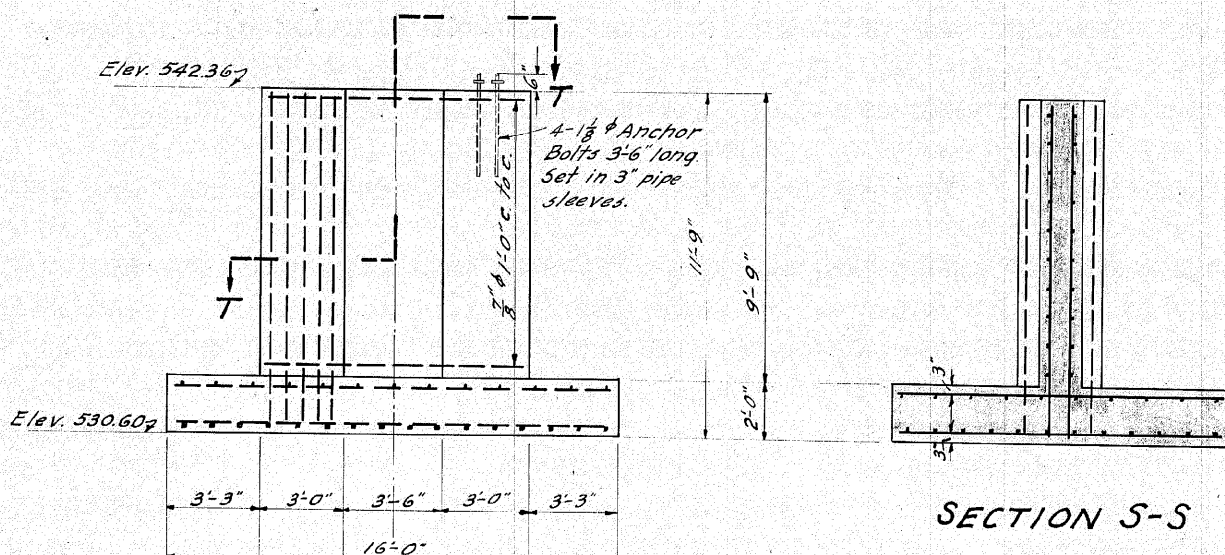 Elev. 542.36
6"
T
4-1⅛ ϕ Anchor
Bolts 3'-6" long.
Set in 3" pipe
sleeves.
⅞" ϕ 1'-0" c. to c.
11'-9"
9'-9"
T
3"
2'-0"
Elev. 530.60
3"
3'-3"
3'-0"
3'-6"
3'-0"
3'-3"
16'-0"
SECTION S-S